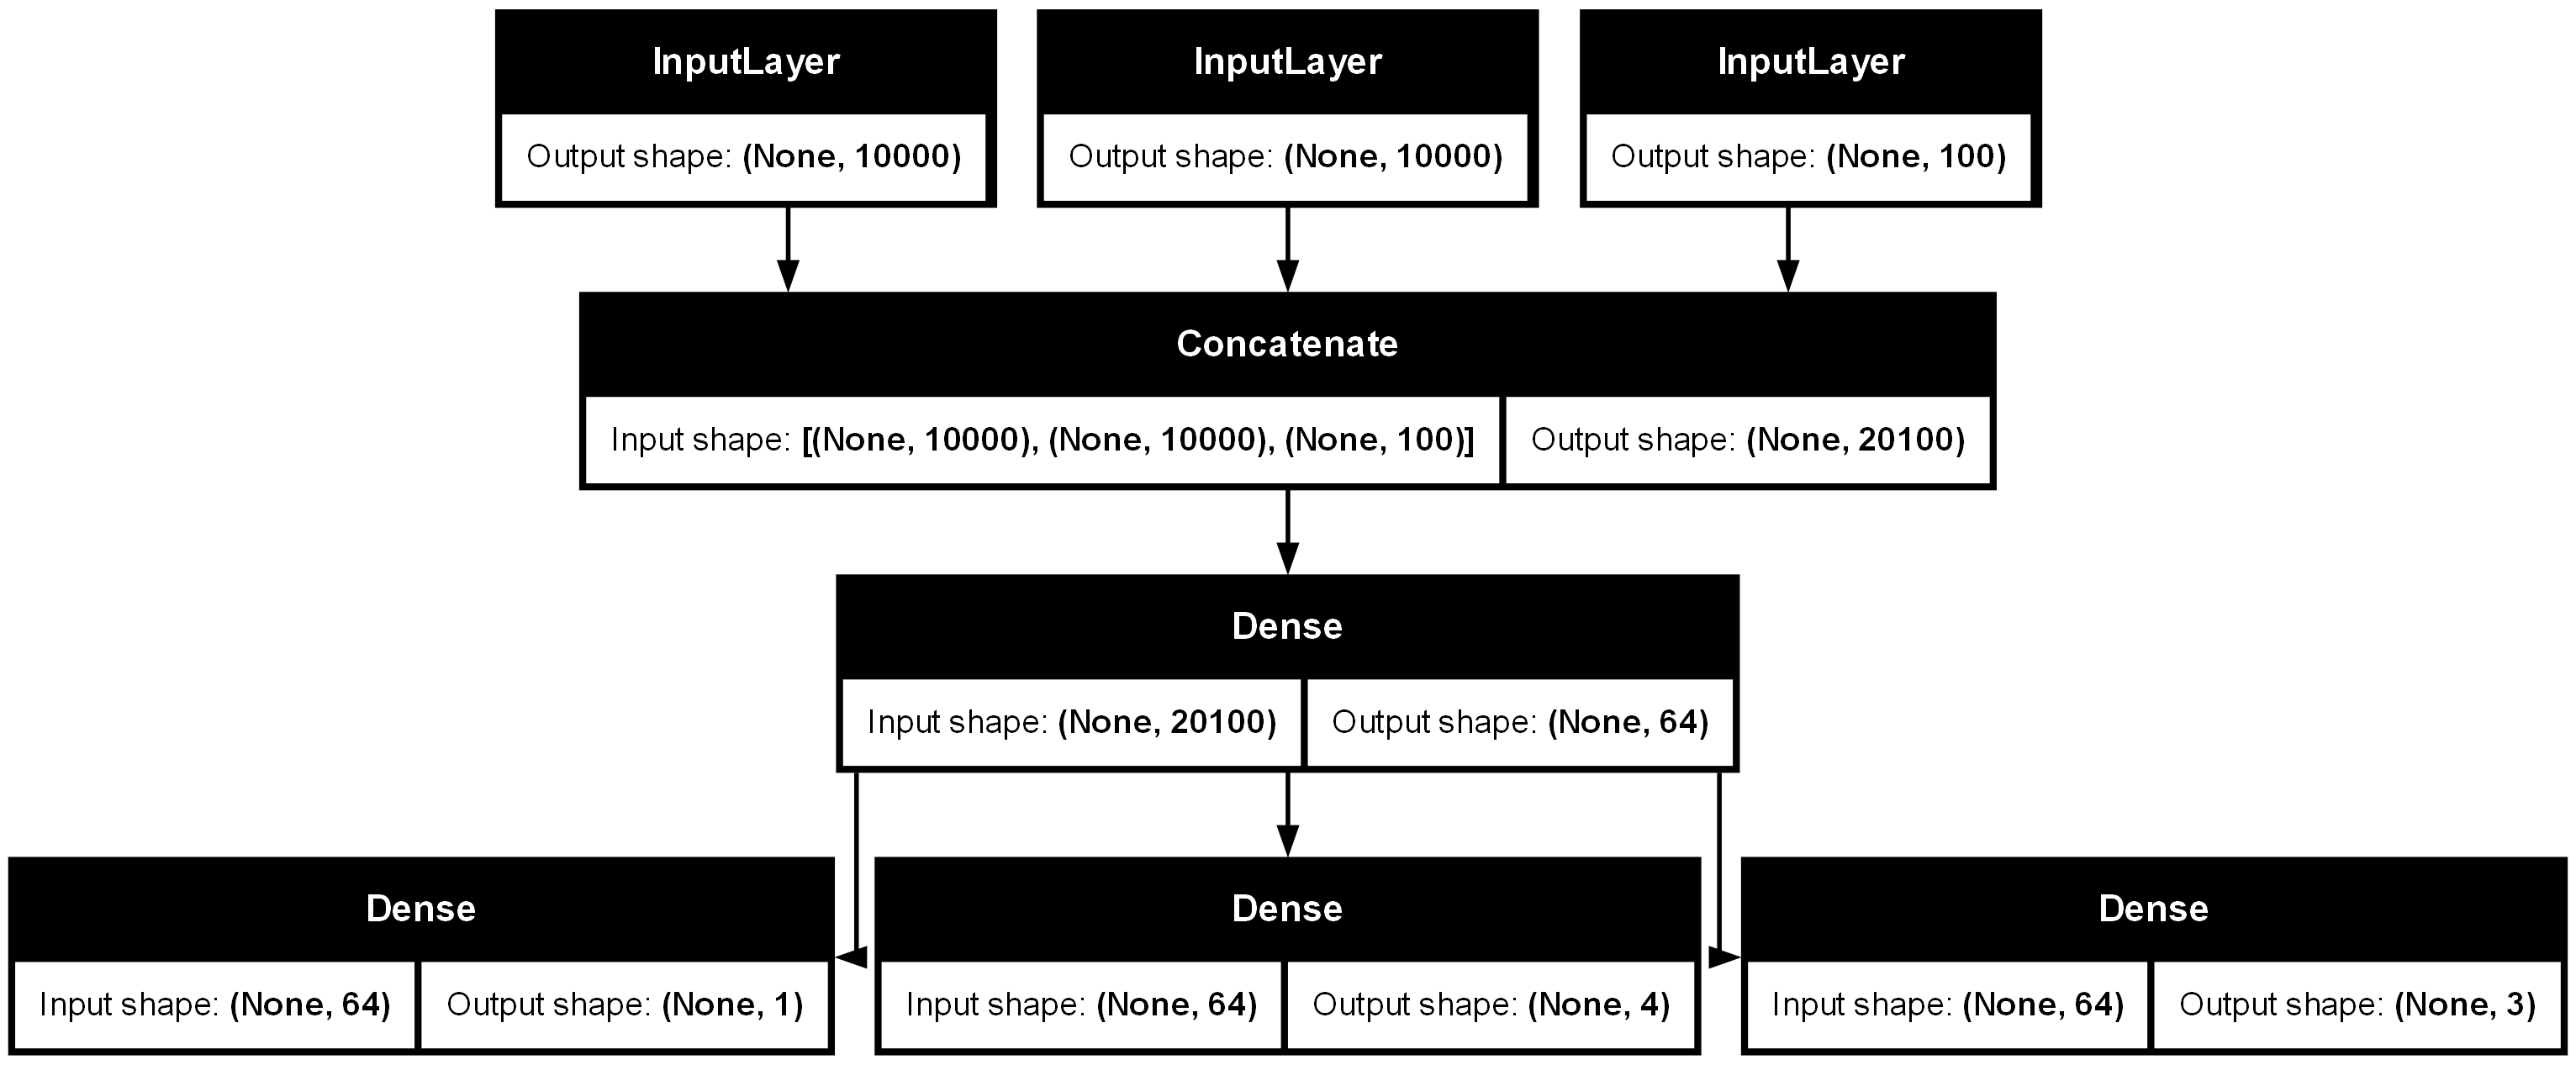 InputLayer
Output shape: (None, 10000)
InputLayer
Output shape: (None, 10000)
InputLayer
Output shape: (None, 100)
Concatenate
Input shape: [(None, 10000), (None, 10000), (None, 100)]
Output shape: (None, 20100)
Dense
Input shape: (None, 20100)
Output shape: (None, 64)
Dense
Input shape: (None, 64)
Output shape: (None, 1)
Dense
Input shape: (None, 64)
Output shape: (None, 4)
Dense
Input shape: (None, 64)
Output shape: (None, 3)